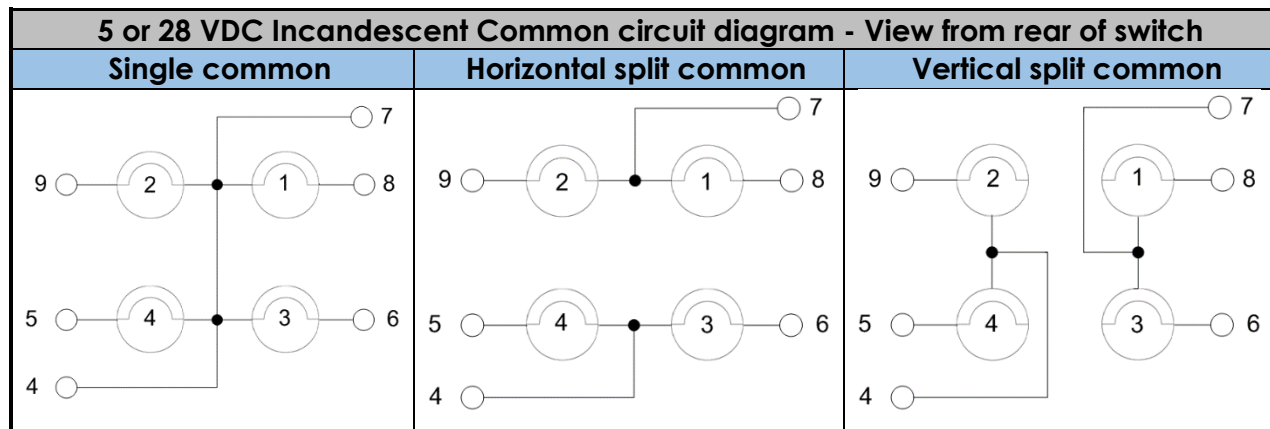 5 or 28 VDC Incandescent Common circuit diagram - View from rear of switch
Single common
Horizontal split common
Vertical split common
7
9 2 1 8
5 4 3 6
4
7
9 2 1 8
5 4 3 6
4
7
9 2 1 8
5 4 3 6
4